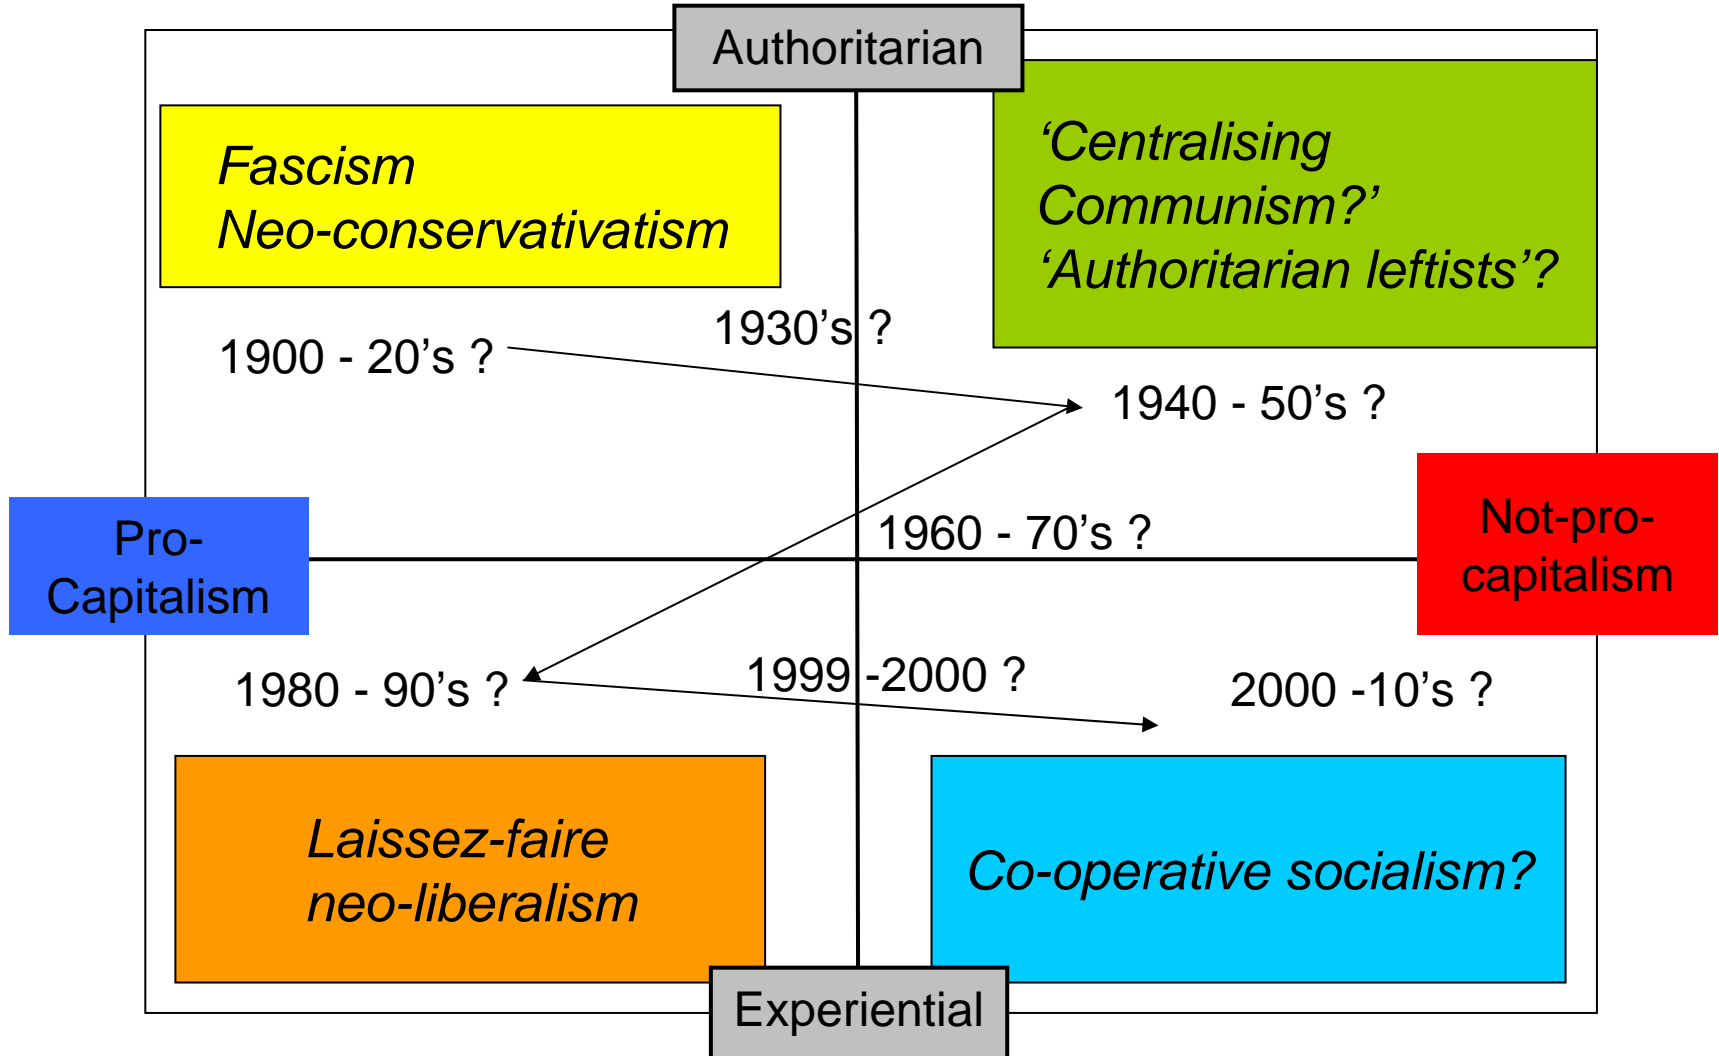 Authoritarian
Fascism
Neo-conservativatism
‘Centralising
Communism?’
‘Authoritarian leftists’?
1930’s ?
1900 - 20’s ?
1940 - 50’s ?
Pro-
Capitalism
1960 - 70’s ?
Not-pro-
capitalism
1980 - 90’s ?
1999 -2000 ?
2000 -10’s ?
Laissez-faire
neo-liberalism
Co-operative socialism?
Experiential